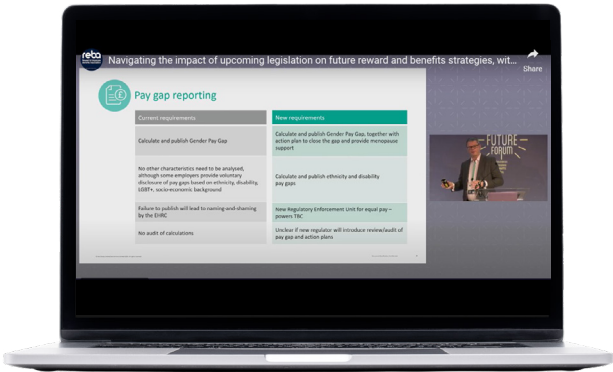 reba
Navigating the impact of upcoming legislation on future reward and benefits strategies, wit...
Share
Pay gap reporting
Current requirements
New requirements
Calculate and publish Gender Pay Gap
Calculate and publish Gender Pay Gap, together with
action plan to close the gap and provide menopause
support
No other characteristics need to be analysed,
although some employers provide voluntary
disclosure of pay gaps based on ethnicity, disability,
LGBT+, socio-economic background
Calculate and publish ethnicity and disability
pay gaps
Failure to publish will lead to naming-and-shaming
by the EHRC
New Regulatory Enforcement Unit for equal pay –
powers TBC
No audit of calculations
Unclear if new regulator will introduce review/audit of
pay gap and action plans
FUTURE
FORUM